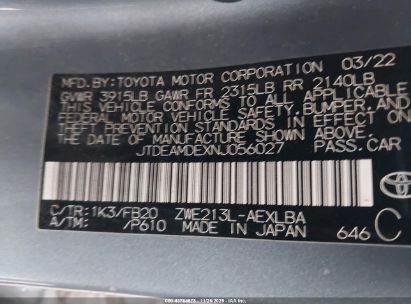 MFD.BY:TOYOTA MOTOR CORPORATION 03/22
GVWR 3915LB GAWR FR 2315LB RR 2140LB
THIS VEHICLE CONFORMS TO ALL APPLICABLE
FEDERAL MOTOR VEHICLE SAFETY, BUMPER, AND
THEFT PREVENTION STANDARDS IN EFFECT ON
THE DATE OF MANUFACTURE SHOWN ABOVE.
JTDEAMDEXNJ056027 PASS.CAR
C/TR:1K3/FB20 ZWE213L-AEXLBA C
A/TM: /P610 MADE IN JAPAN 646
TOYOTA